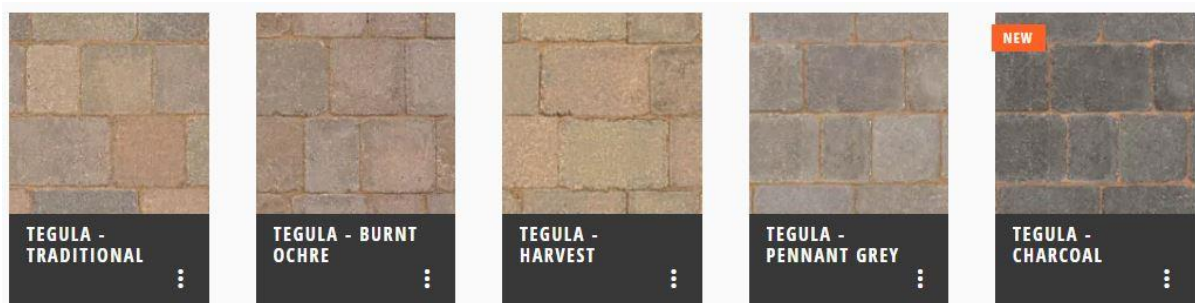 TEGULA -
TRADITIONAL
TEGULA - BURNT
OCHRE
TEGULA -
HARVEST
TEGULA -
PENNANT GREY
NEW
TEGULA -
CHARCOAL